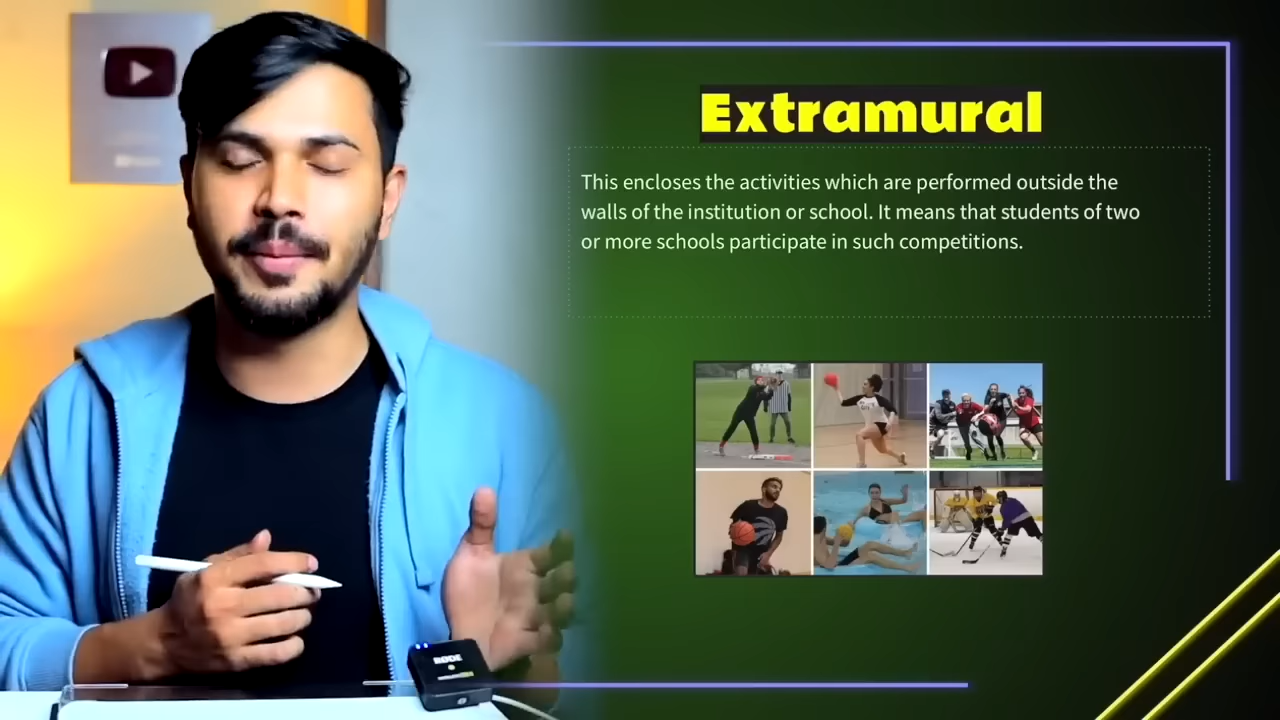 Extramural
This encloses the activities which are performed outside the
walls of the institution or school. It means that students of two
or more schools participate in such competitions.
RODE